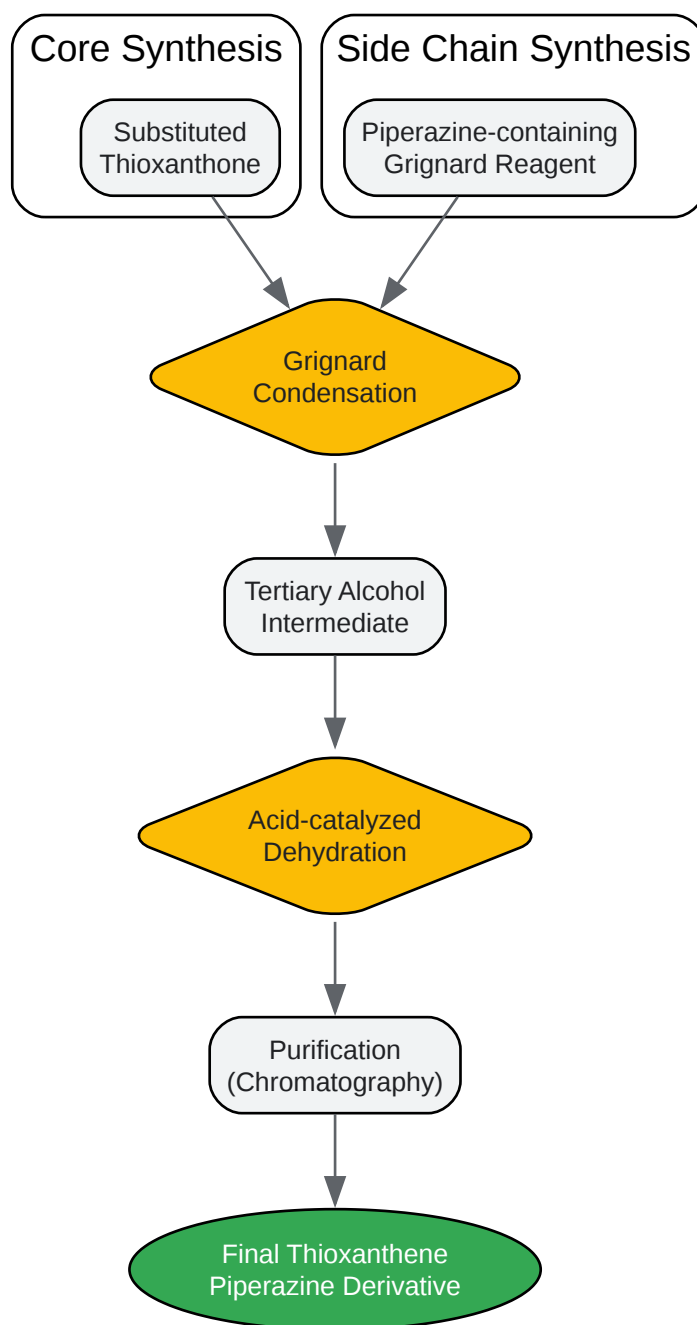 Core Synthesis
Side Chain Synthesis
Substituted
Thioxanthone
Piperazine-containing
Grignard Reagent
Grignard
Condensation
Tertiary Alcohol
Intermediate
Acid-catalyzed
Dehydration
Purification
(Chromatography)
Final Thioxanthene
Piperazine Derivative